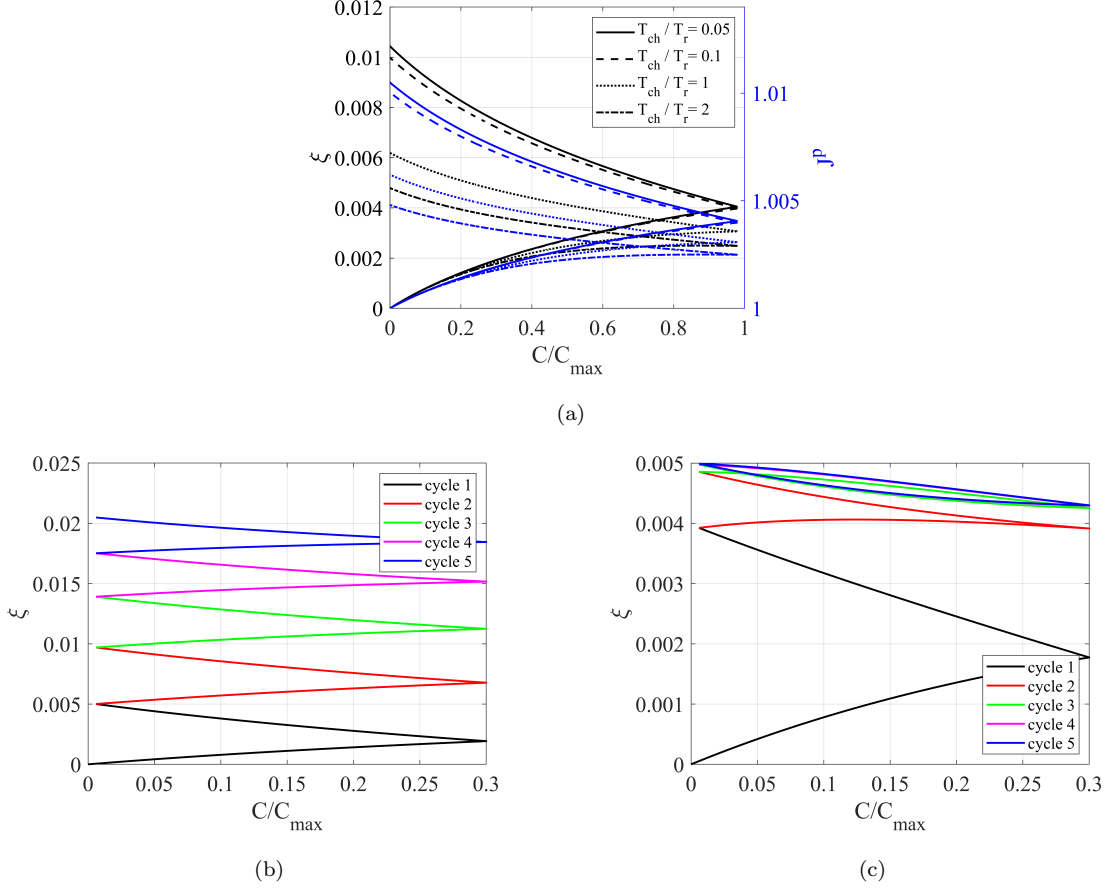 0.012
0.01
0.008
0.006
0.004
0.002
0
ξ
0 0.2 0.4 0.6 0.8 1
C/C_max
1.01
1.005
1
J^p
T_ch / T_r = 0.05
T_ch / T_r = 0.1
T_ch / T_r = 1
T_ch / T_r = 2
(a)
0.025
0.02
0.015
0.01
0.005
0
ξ
0 0.05 0.1 0.15 0.2 0.25 0.3
C/C_max
cycle 1
cycle 2
cycle 3
cycle 4
cycle 5
(b)
0.005
0.004
0.003
0.002
0.001
0
ξ
0 0.05 0.1 0.15 0.2 0.25 0.3
C/C_max
cycle 1
cycle 2
cycle 3
cycle 4
cycle 5
(c)